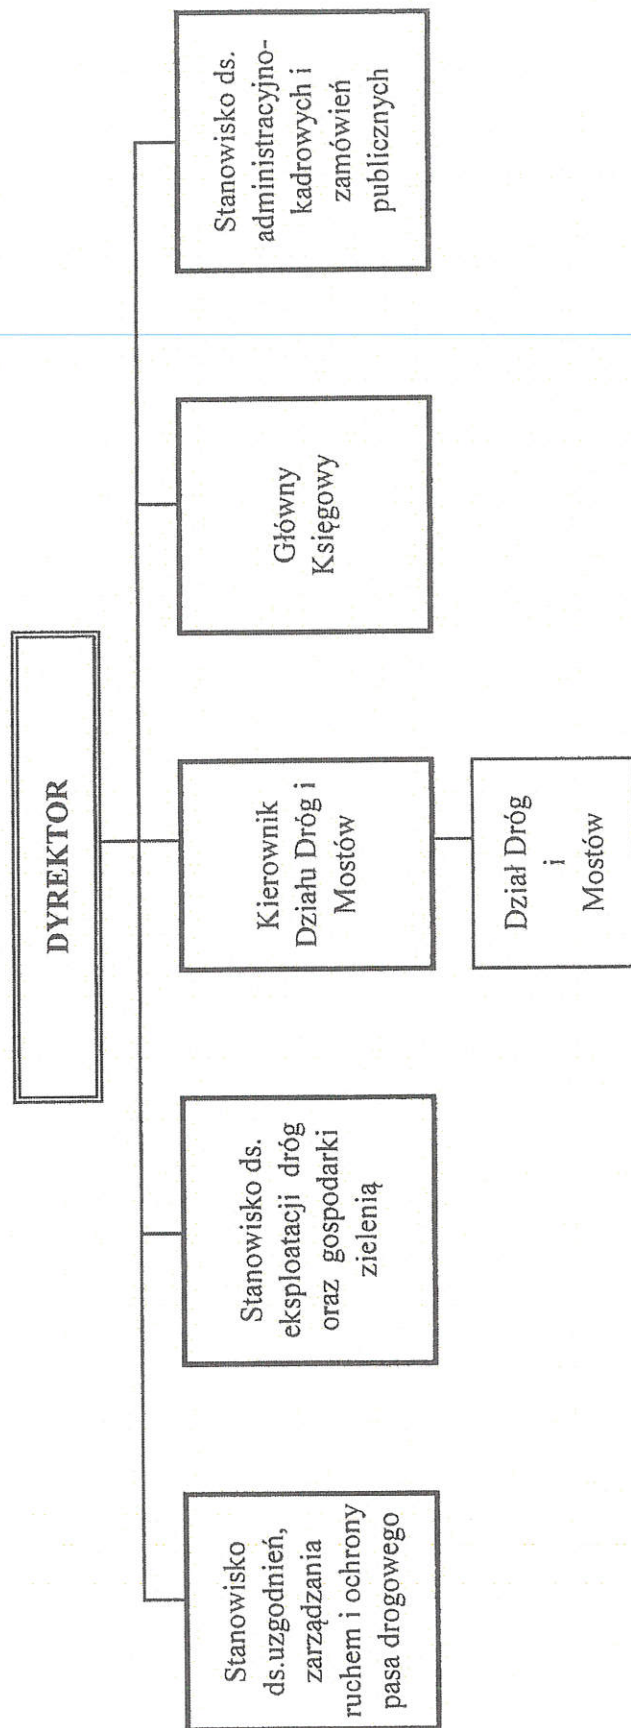 DYREKTOR
Stanowisko
ds.uzgodnień,
zarządzania
ruchem i ochrony
pasa drogowego
Stanowisko ds.
eksploatacji dróg
oraz gospodarki
zielenią
Kierownik
Działu Dróg i
Mostów
Główny
Księgowy
Stanowisko ds.
administracyjno-
kadrowych i
zamówień
publicznych
Dział Dróg
i
Mostów